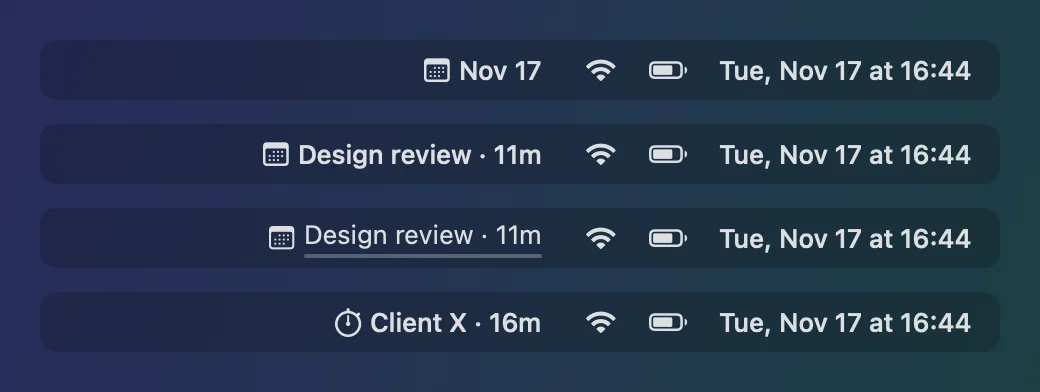 Nov 17 Tue, Nov 17 at 16:44
Design review · 11m Tue, Nov 17 at 16:44
Design review · 11m Tue, Nov 17 at 16:44
Client X · 16m Tue, Nov 17 at 16:44